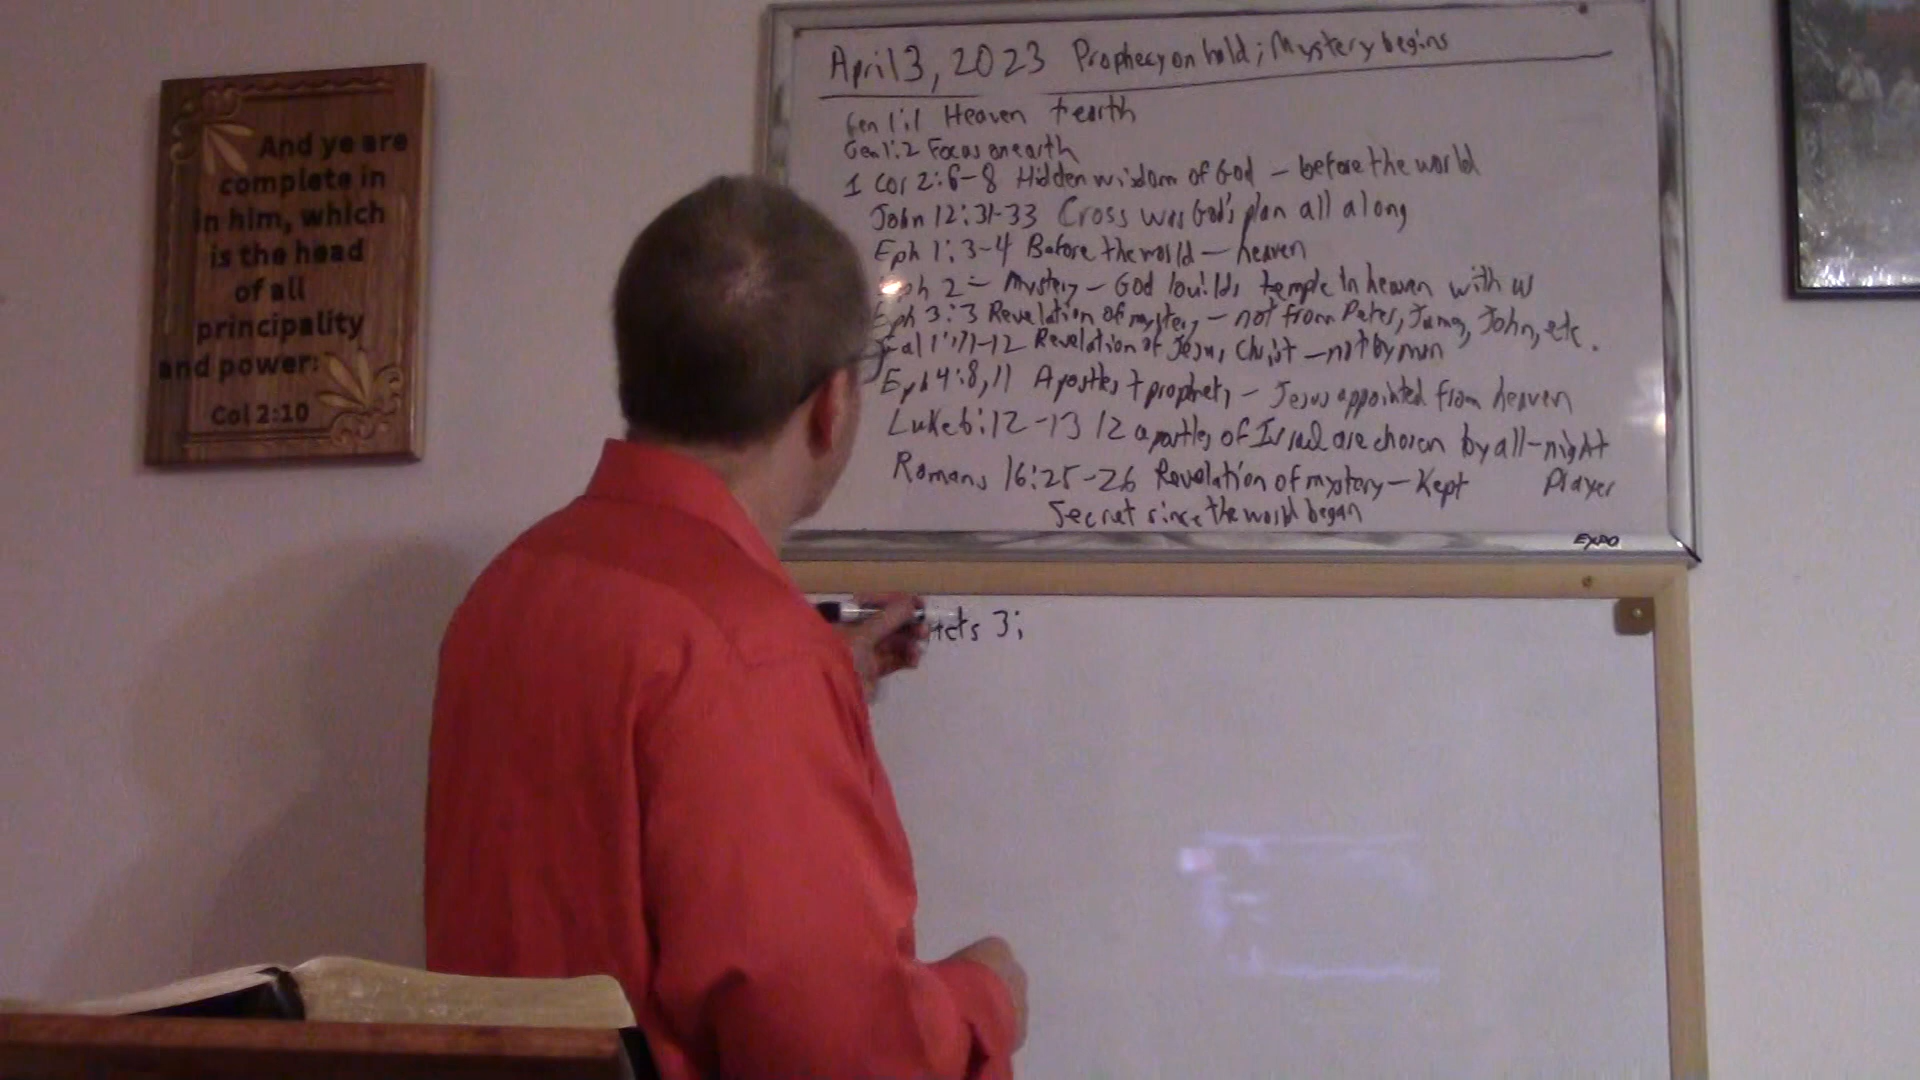 And ye are
complete in
in him, which
is the head
of all
principality
and power:
Col 2:10
April 3, 2023 Prophecy on hold; Mystery begins
Gen 1:1 Heaven + earth
Gen 1:2 Focus on earth
1 Cor 2:6-8 Hidden wisdom of God - before the world
John 12:31-33 Cross was God's plan all along
Eph 1:3-4 Before the world - heaven
ph 2 - Mystery - God builds temple in heaven with us
Eph 3:3 Revelation of mystery - not from Peter, James, John, etc.
Gal 1:11-12 Revelation of Jesus Christ - not by man
Eph 4:8,11 Apostles + prophets - Jesus appointed from heaven
Luke 6:12-13 12 apostles of Israel are chosen by all-night
Prayer
Romans 16:25-26 Revelation of mystery - Kept
Secret since the world began
EXPO
Acts 3;